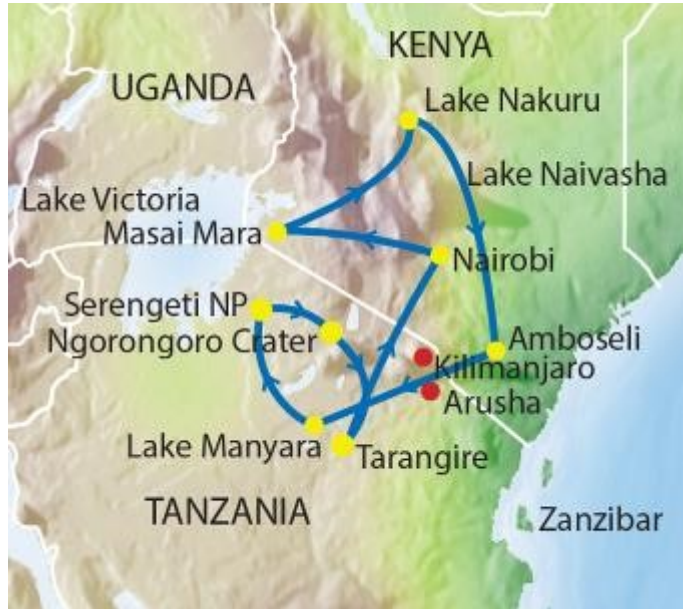 KENYA
UGANDA
Lake Nakuru
Lake Naivasha
Lake Victoria
Masai Mara
Nairobi
Serengeti NP
Ngorongoro Crater
Amboseli
Kilimanjaro
Arusha
Lake Manyara
Tarangire
TANZANIA
Zanzibar